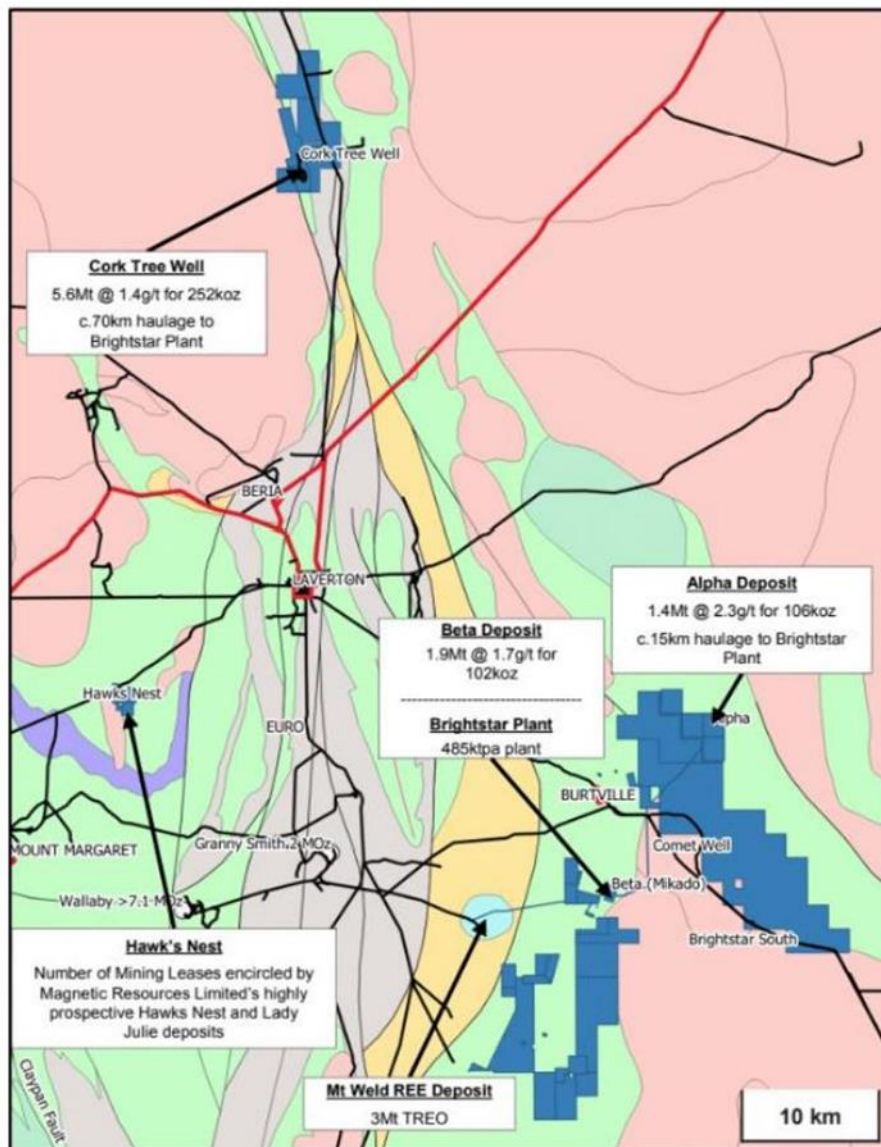 Cork Tree Well
Cork Tree Well
5.6Mt @ 1.4g/t for 252koz
c.70km haulage to
Brightstar Plant
BERIA
LAVERTON
Alpha Deposit
1.4Mt @ 2.3g/t for 106koz
c.15km haulage to Brightstar
Plant
Beta Deposit
1.9Mt @ 1.7g/t for
102koz
Brightstar Plant
485ktpa plant
Hawks Nest
EURO
BURTVILLE
Comet Well
MOUNT MARGARET
Granny Smith 2 MOz
Wallaby >7.1 MOz
Beta (Mikado)
Brightstar South
Hawk's Nest
Number of Mining Leases encircled by
Magnetic Resources Limited's highly
prospective Hawks Nest and Lady
Julie deposits
Mt Weld REE Deposit
3Mt TREO
Claypan Fault
10 km